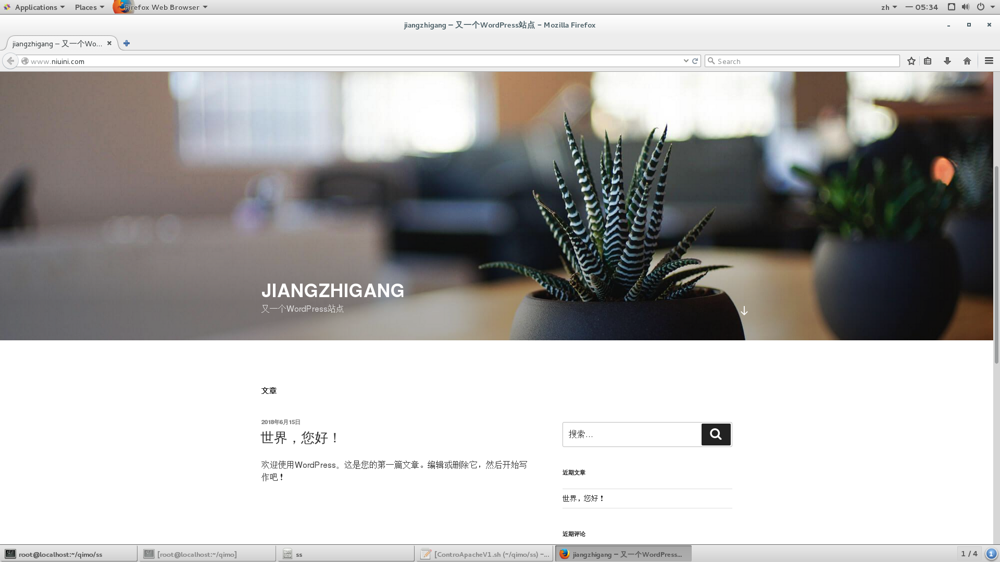 Applications Places Firefox Web Browser zh 一 05:34
jiangzhigang – 又一个WordPress站点 - Mozilla Firefox
jiangzhigang – 又一个Wo...
www.niuini.com Search
JIANGZHIGANG
又一个WordPress站点
文章
2018年6月15日
世界，您好！
欢迎使用WordPress。这是您的第一篇文章。编辑或删除它，然后开始写
作吧！
搜索…
近期文章
世界，您好！
近期评论
root@localhost:~/qimo/ss [root@localhost:~/qimo] ss [ControApacheV1.sh (~/qimo/ss) –... jiangzhigang – 又一个WordPress... 1 / 4 1